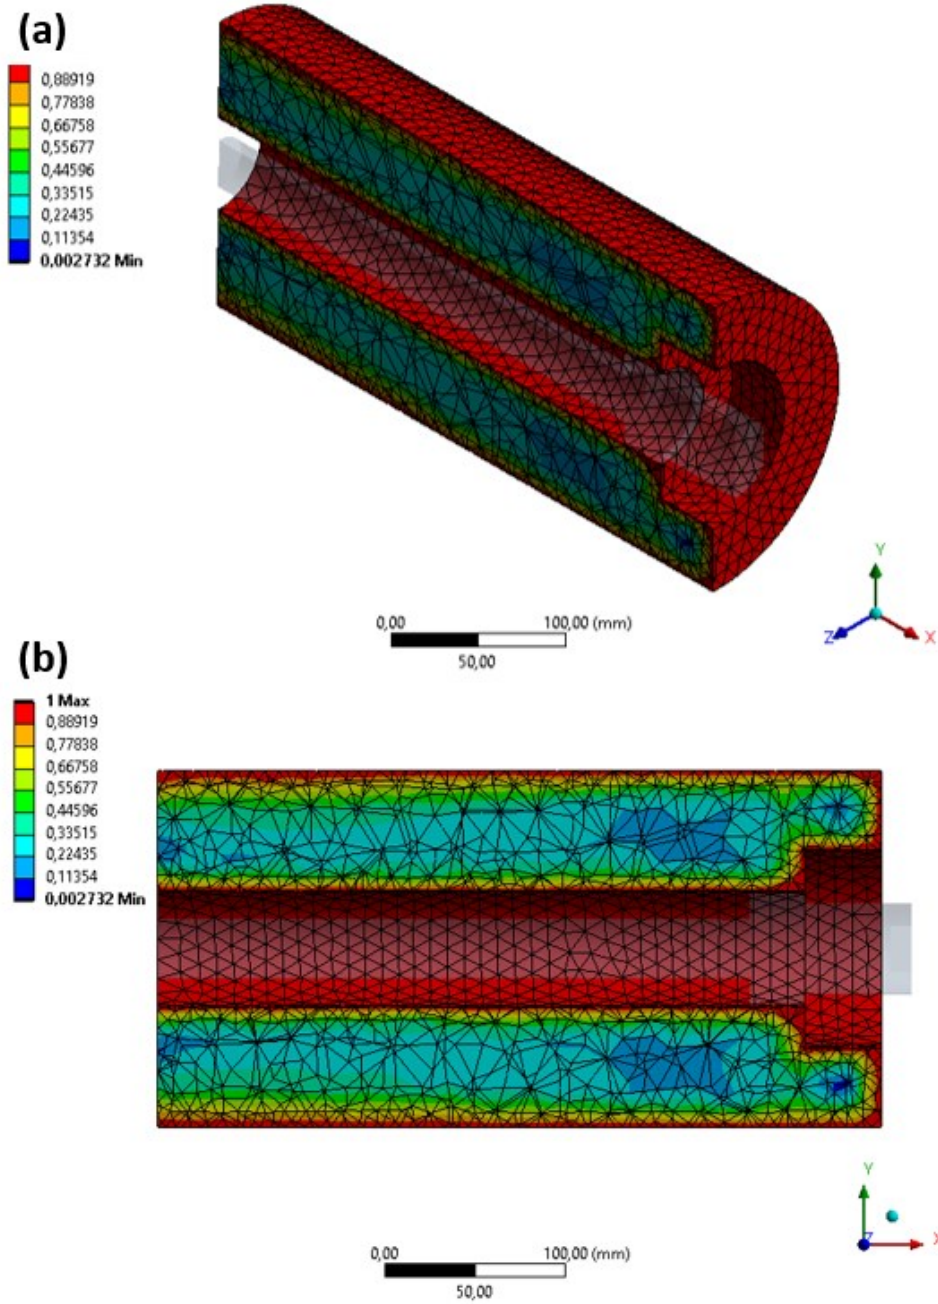 (a)
0,88919
0,77838
0,66758
0,55677
0,44596
0,33515
0,22435
0,11354
0,002732 Min
Y
Z
X
0,00
100,00 (mm)
50,00
(b)
1 Max
0,88919
0,77838
0,66758
0,55677
0,44596
0,33515
0,22435
0,11354
0,002732 Min
Y
Z
X
0,00
100,00 (mm)
50,00